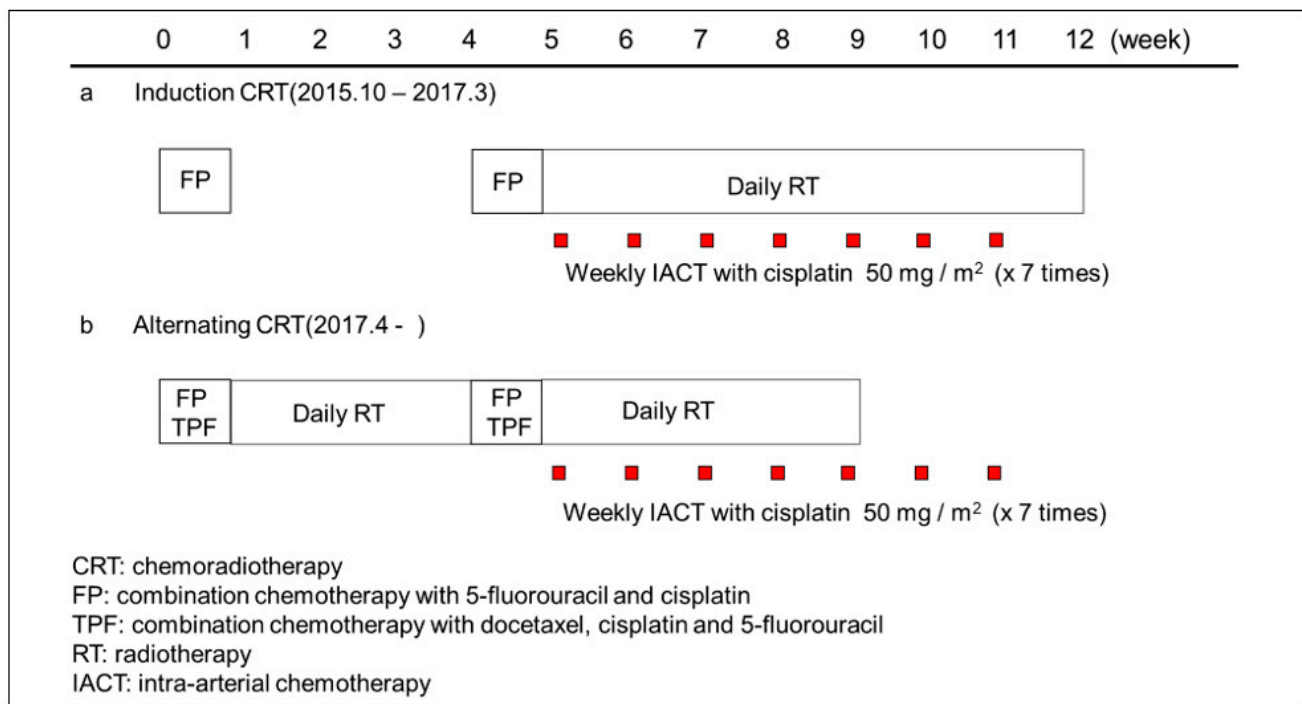 0 1 2 3 4 5 6 7 8 9 10 11 12 (week)
a Induction CRT(2015.10 – 2017.3)
FP FP Daily RT
Weekly IACT with cisplatin 50 mg / m² (x 7 times)
b Alternating CRT(2017.4 - )
FP
TPF
Daily RT
FP
TPF
Daily RT
Weekly IACT with cisplatin 50 mg / m² (x 7 times)
CRT: chemoradiotherapy
FP: combination chemotherapy with 5-fluorouracil and cisplatin
TPF: combination chemotherapy with docetaxel, cisplatin and 5-fluorouracil
RT: radiotherapy
IACT: intra-arterial chemotherapy